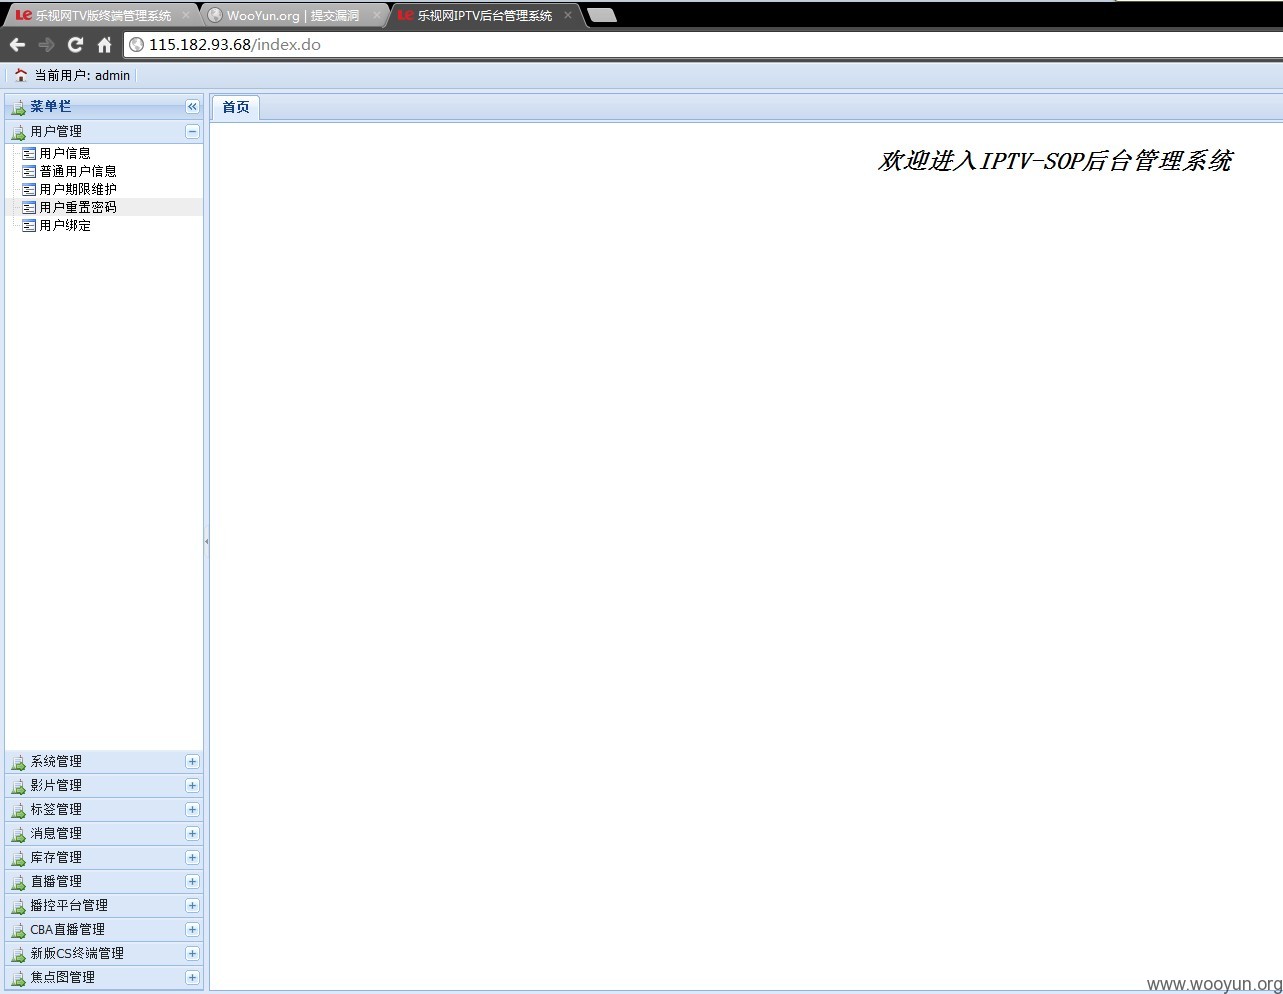 乐视网TV版终端管理系统
WooYun.org | 提交漏洞
乐视网IPTV后台管理系统
115.182.93.68/index.do
当前用户: admin
菜单栏
首页
用户管理
欢迎进入IPTV-SOP后台管理系统
用户信息
普通用户信息
用户期限维护
用户重置密码
用户绑定
系统管理
影片管理
标签管理
消息管理
库存管理
直播管理
播控平台管理
CBA直播管理
新版CS终端管理
焦点图管理
www.wooyun.org